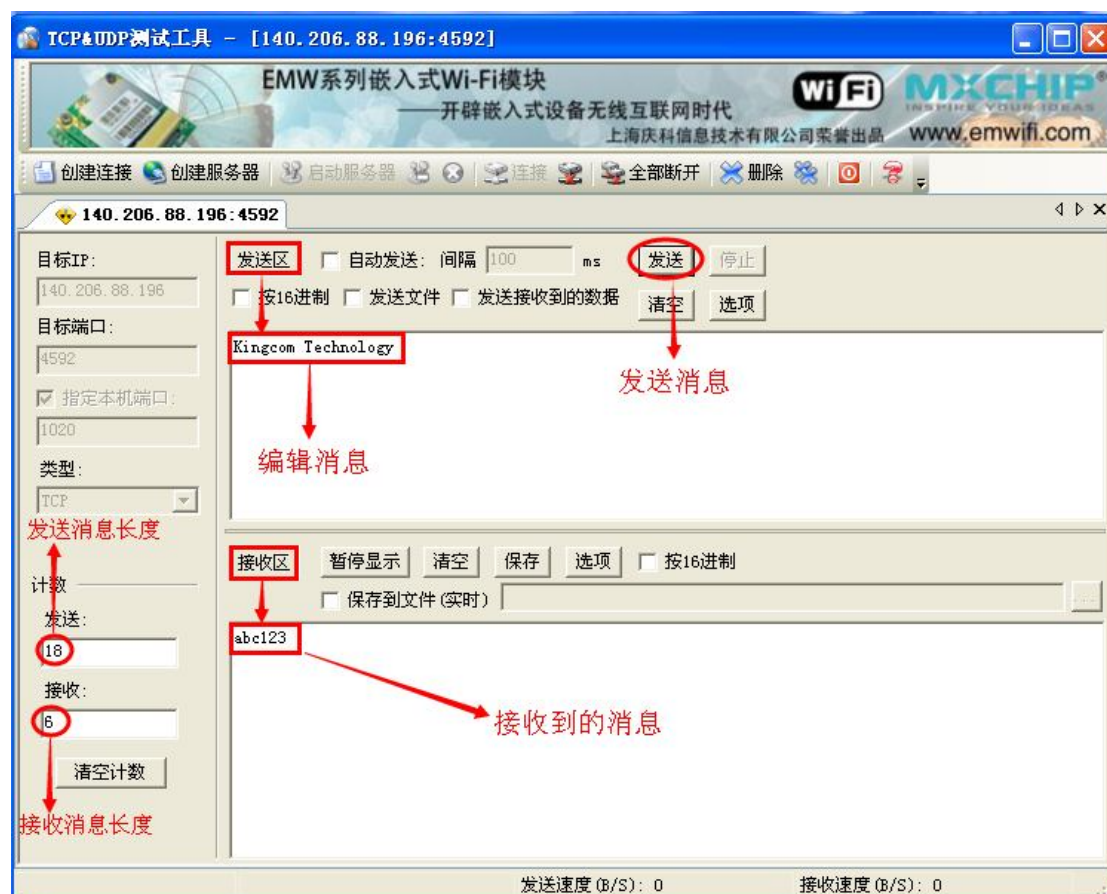 TCP&UDP测试工具 - [140.206.88.196:4592]
EMW系列嵌入式Wi-Fi模块
——开辟嵌入式设备无线互联网时代
上海庆科信息技术有限公司荣誉出品
Wi Fi
MXCHIP®
INSPIRE YOUR IDEAS
www.emwifi.com
创建连接 创建服务器 启动服务器 连接 全部断开 删除
140.206.88.196:4592
目标IP:
140.206.88.196
目标端口:
4592
指定本机端口:
1020
类型:
TCP
发送消息长度
计数
发送:
18
接收:
6
清空计数
接收消息长度
发送区 自动发送: 间隔 100 ms 发送 停止
按16进制 发送文件 发送接收到的数据 清空 选项
Kingcom Technology
发送消息
编辑消息
接收区 暂停显示 清空 保存 选项 按16进制
保存到文件(实时) ...
abc123
接收到的消息
发送速度(B/S): 0 接收速度(B/S): 0